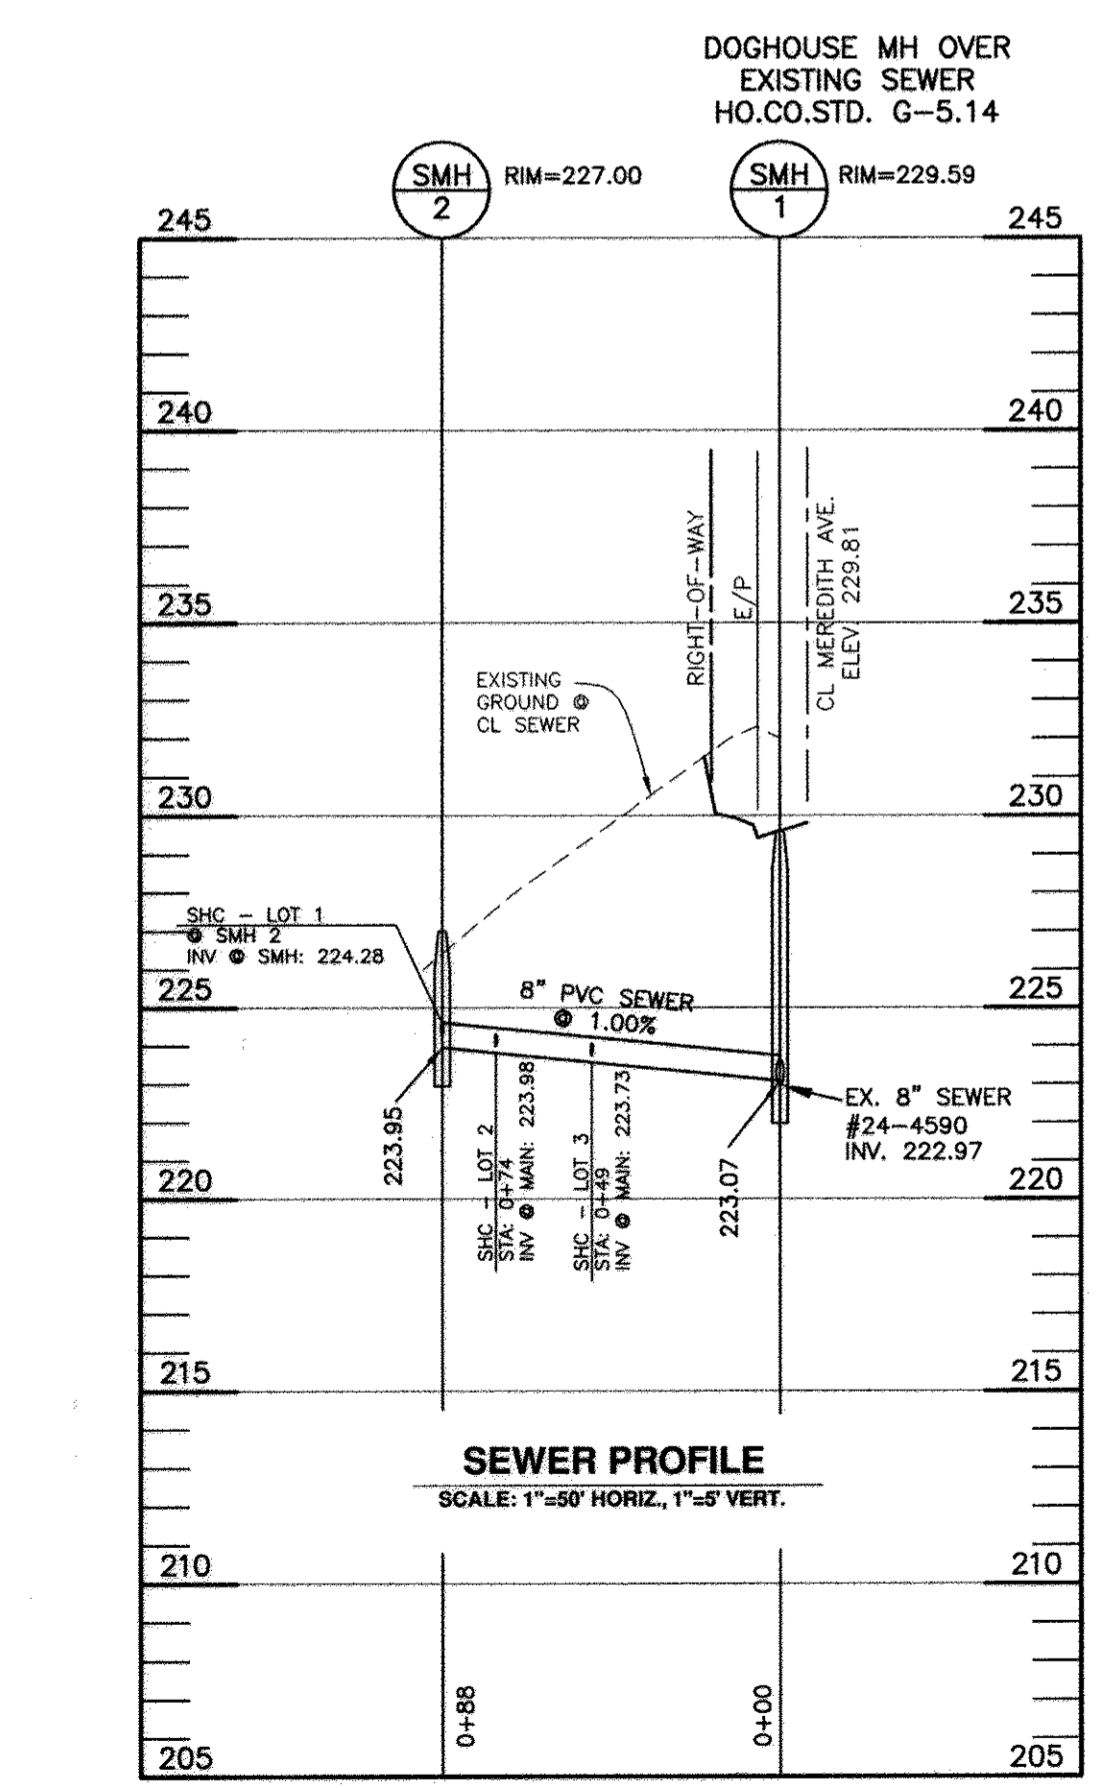 DOGHOUSE MH OVER
EXISTING SEWER
HO.CO.STD. G-5.14
SMH
2
RIM=227.00
SMH
1
RIM=229.59
245
245
240
240
235
235
RIGHT-OF-WAY
E/P
CL MEREDITH AVE.
ELEV. 229.81
EXISTING
GROUND @
CL SEWER
230
230
SHC - LOT 1
@ SMH 2
INV @ SMH: 224.28
225
225
8" PVC SEWER
@ 1.00%
223.95
SHC - LOT 2
STA: 0+74
INV @ MAIN: 223.98
SHC - LOT 3
STA: 0+49
INV @ MAIN: 223.73
223.07
EX. 8" SEWER
#24-4590
INV. 222.97
220
220
215
215
SEWER PROFILE
SCALE: 1"=50' HORIZ., 1"=5' VERT.
210
210
0+88
0+00
205
205